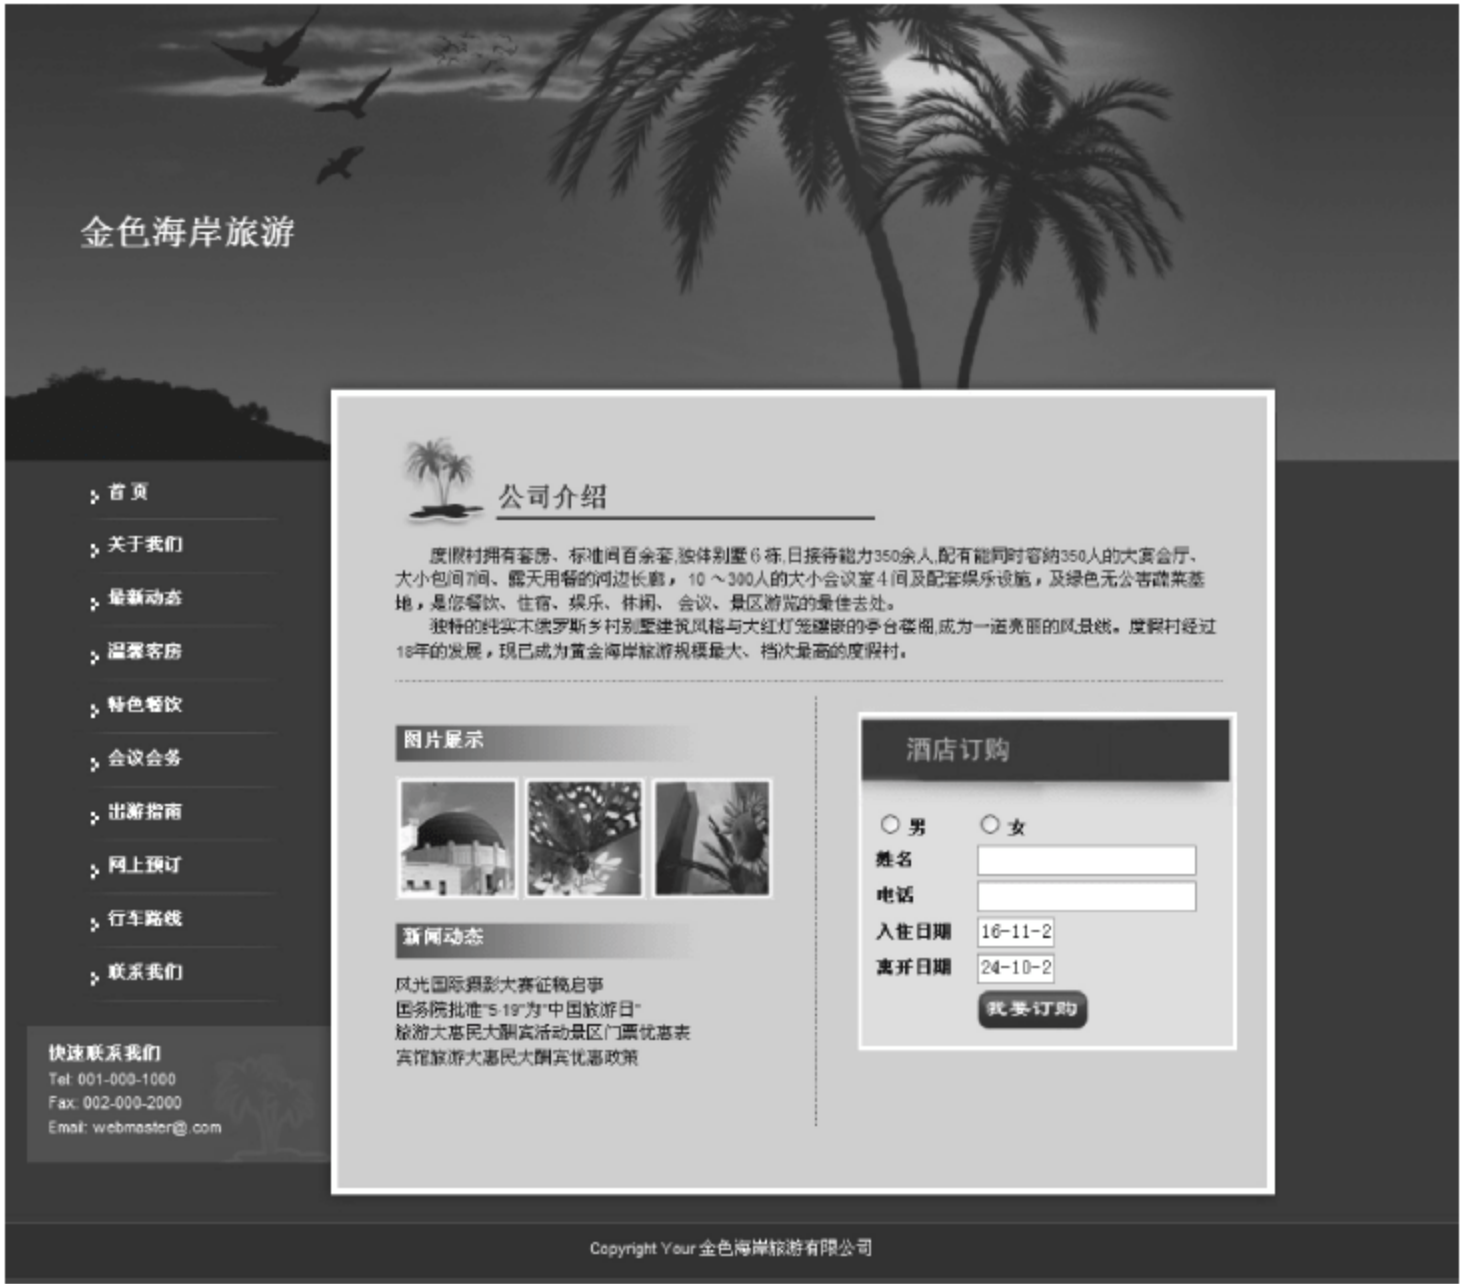 金色海岸旅游
首 页
关于我们
最新动态
温馨客房
特色餐饮
会议会务
出游指南
网上预订
行车路线
联系我们
快速联系我们
Tel: 001-000-1000
Fax: 002-000-2000
Email: webmaster@.com
公司介绍
度假村拥有套房、标准间百余套,独体别墅6栋,日接待能力350余人,配有能同时容纳350人的大宴会厅、
大小包间7间、露天用餐的河边长廊，10～300人的大小会议室4间及配套娱乐设施，及绿色无公害蔬菜基
地，是您餐饮、住宿、娱乐、休闲、 会议、景区游览的最佳去处。
独特的纯实木俄罗斯乡村别墅建筑风格与大红灯笼镶嵌的亭台楼阁,成为一道亮丽的风景线。度假村经过
18年的发展，现已成为黄金海岸旅游规模最大、档次最高的度假村。
图片展示
新闻动态
风光国际摄影大赛征稿启事
国务院批准"5·19"为"中国旅游日"
旅游大惠民大酬宾活动景区门票优惠表
宾馆旅游大惠民大酬宾优惠政策
酒店订购
男 女
姓名
电话
入住日期 16-11-2
离开日期 24-10-2
我要订购
Copyright Your 金色海岸旅游有限公司